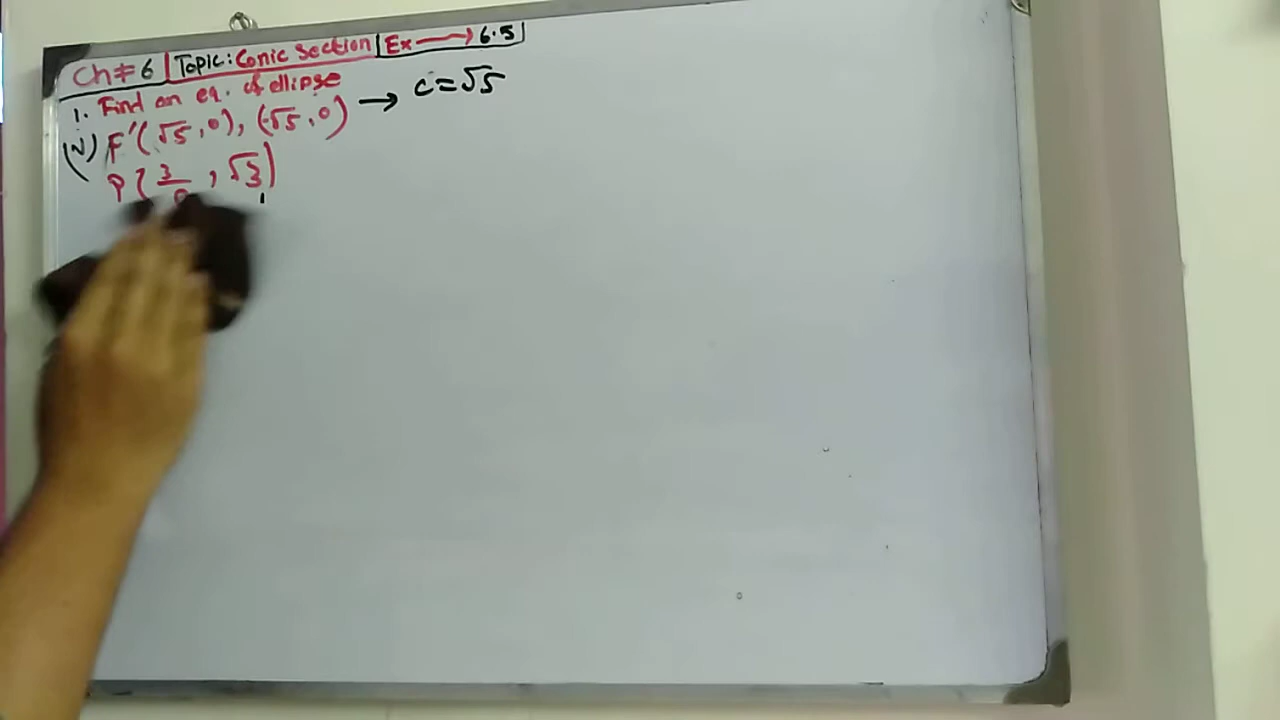 Ch # 6 | Topic: Conic Section | Ex → 6.5
1. Find an eq. of ellipse
F'(√5, 0), (-√5, 0) → c = √5
P(3/, √3)